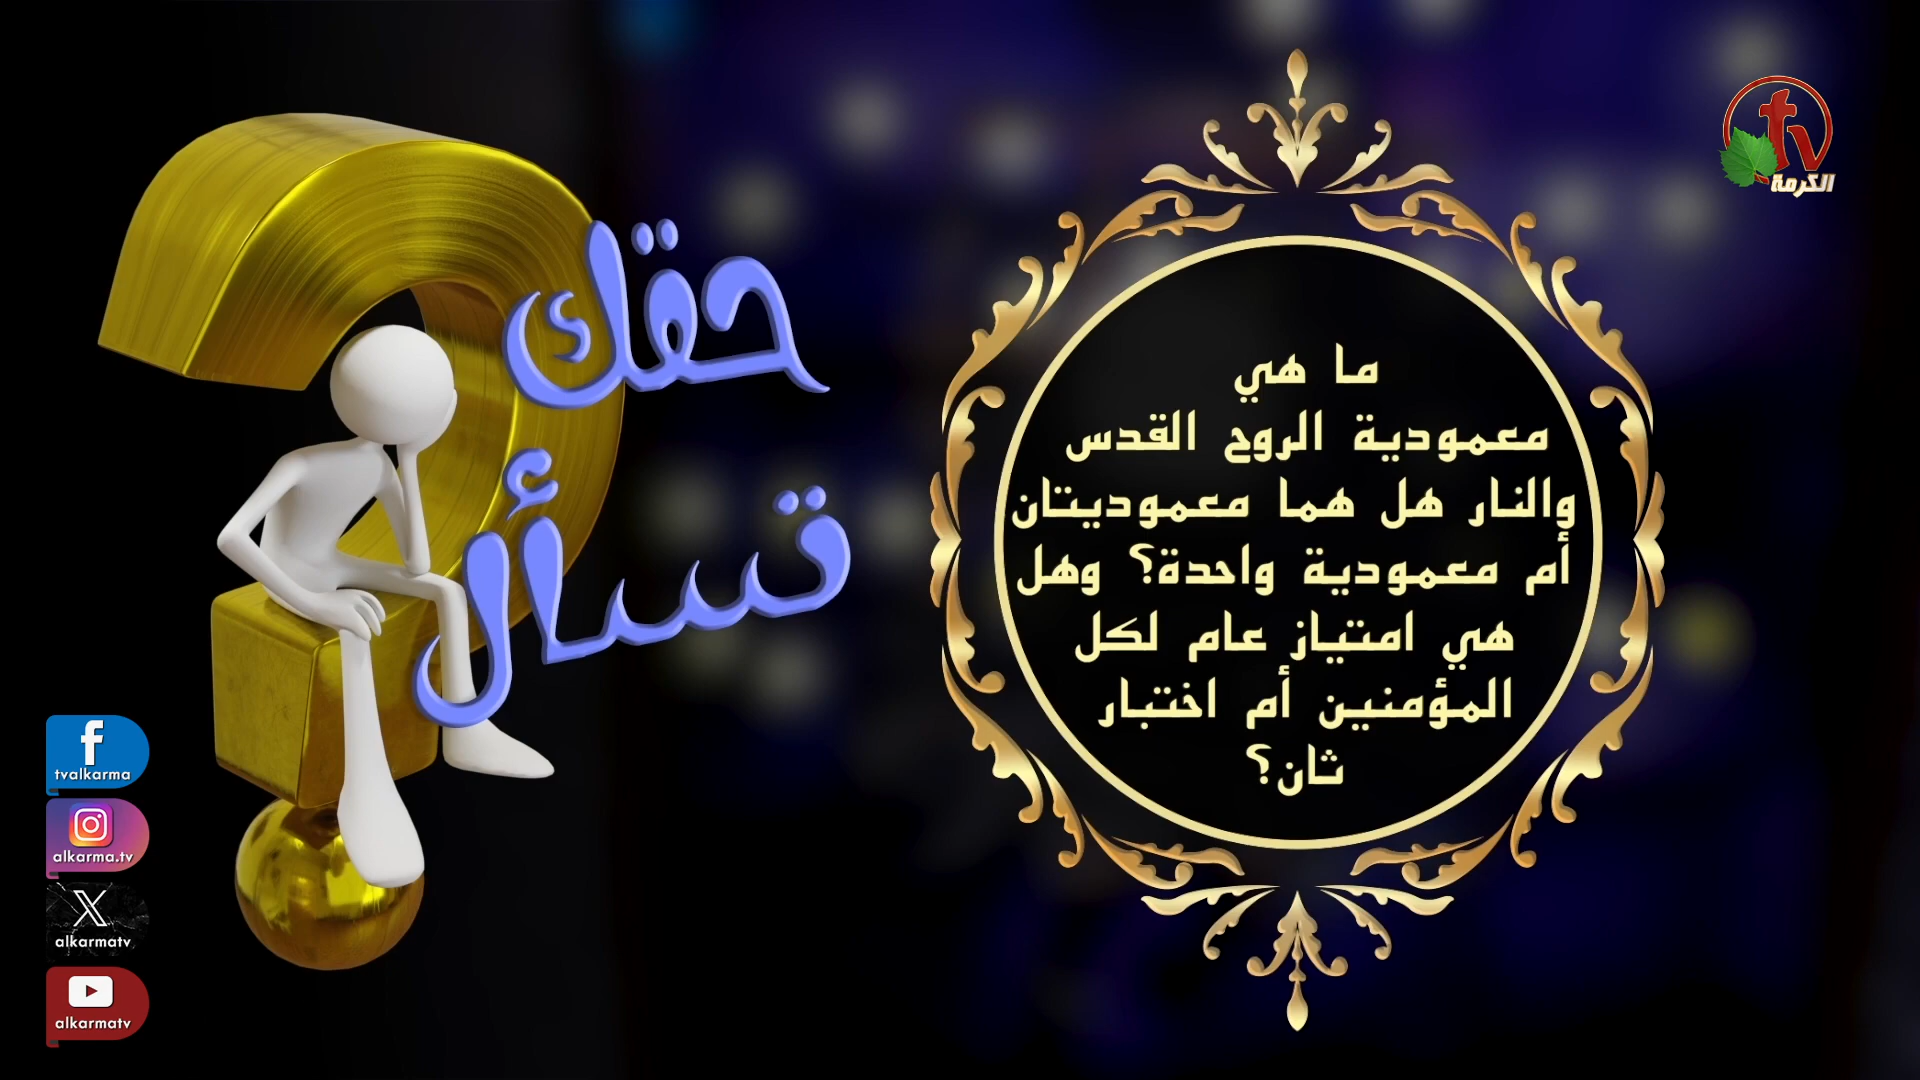 حقك
تسأل
ما هي
معمودية الروح القدس
والنار هل هما معموديتان
أم معمودية واحدة؟ وهل
هي امتياز عام لكل
المؤمنين أم اختبار
ثان؟
tv
الكرمة
f
tvalkarma
alkarma.tv
X
alkarmatv
alkarmatv